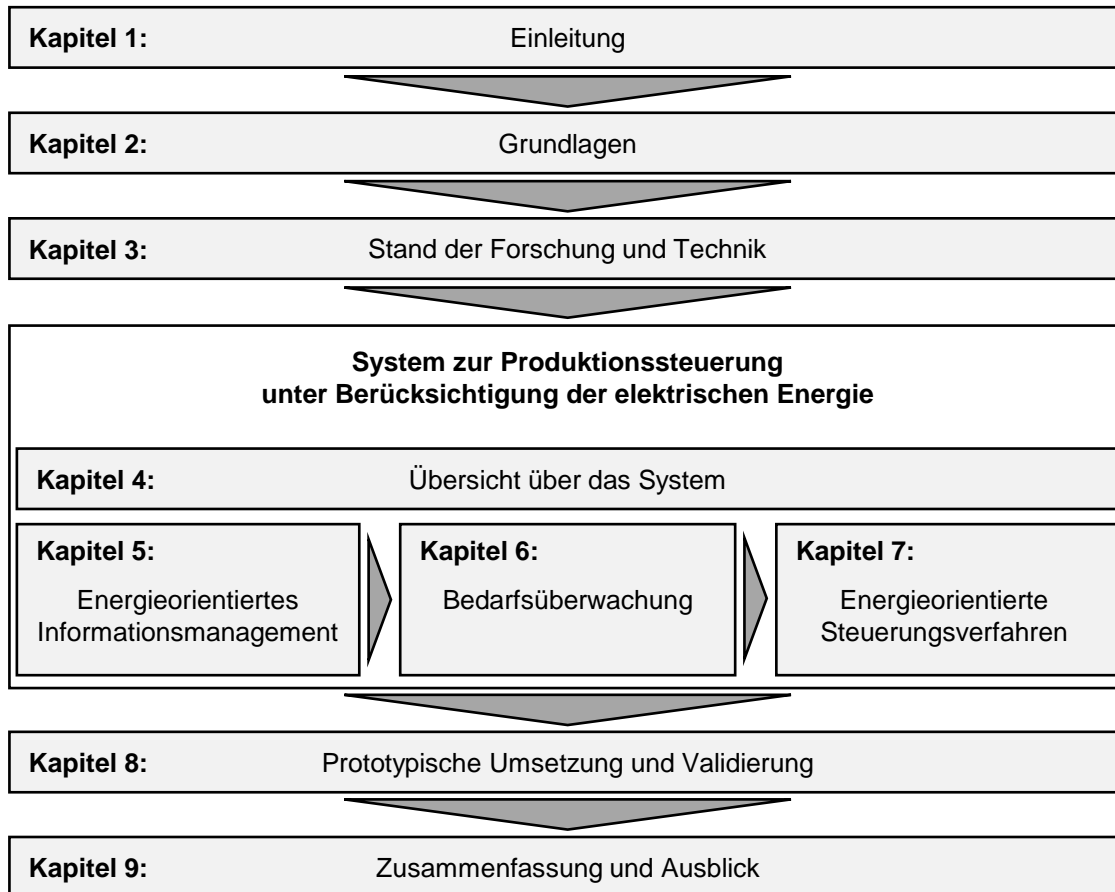 Kapitel 1: Einleitung
Kapitel 2: Grundlagen
Kapitel 3: Stand der Forschung und Technik
System zur Produktionssteuerung
unter Berücksichtigung der elektrischen Energie
Kapitel 4: Übersicht über das System
Kapitel 5:
Energieorientiertes
Informationsmanagement
Kapitel 6:
Bedarfsüberwachung
Kapitel 7:
Energieorientierte
Steuerungsverfahren
Kapitel 8: Prototypische Umsetzung und Validierung
Kapitel 9: Zusammenfassung und Ausblick